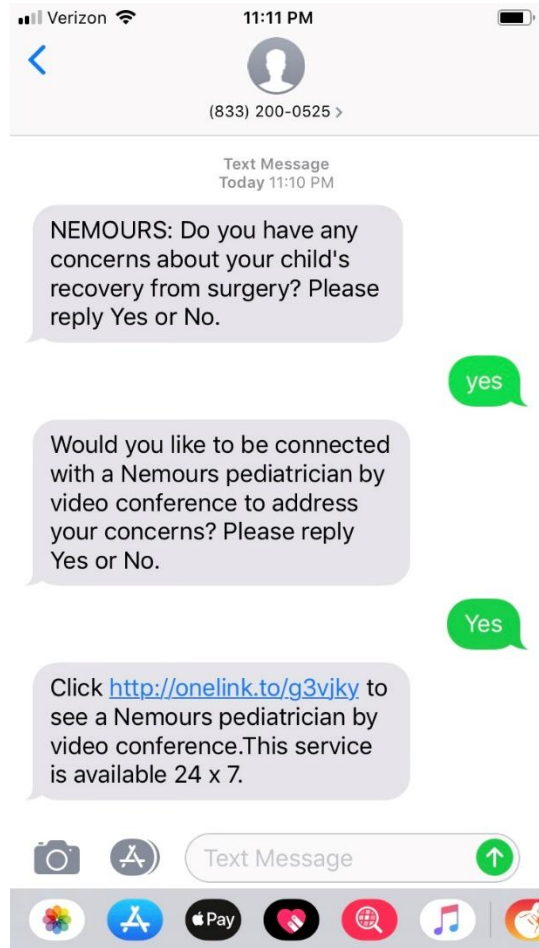 Verizon 11:11 PM
(833) 200-0525 >
Text Message
Today 11:10 PM
NEMOURS: Do you have any
concerns about your child's
recovery from surgery? Please
reply Yes or No.
yes
Would you like to be connected
with a Nemours pediatrician by
video conference to address
your concerns? Please reply
Yes or No.
Yes
Click http://onelink.to/g3vjky to
see a Nemours pediatrician by
video conference.This service
is available 24 x 7.
Text Message
Pay